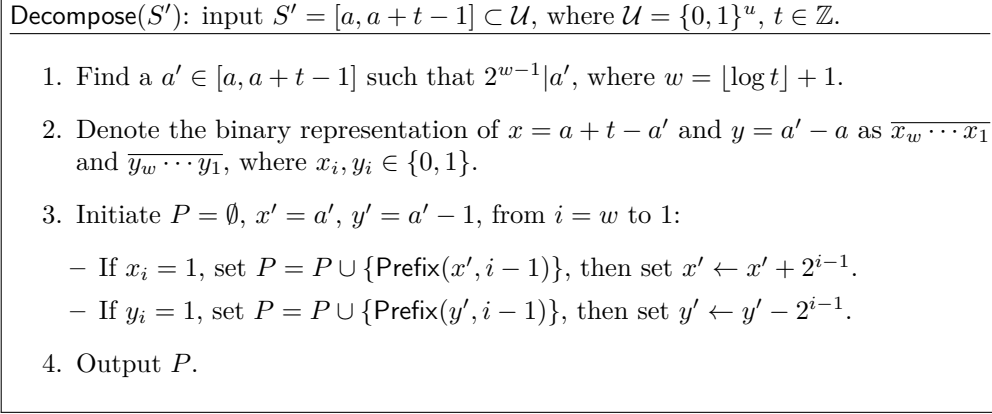 Decompose(S′): input S′ = [a, a + t − 1] ⊂ 𝒰, where 𝒰 = {0, 1}ᵘ, t ∈ ℤ.
1. Find a a′ ∈ [a, a + t − 1] such that 2ʷ⁻¹|a′, where w = ⌊log t⌋ + 1.
2. Denote the binary representation of x = a + t − a′ and y = a′ − a as \overline{x_w ⋯ x_1}
and \overline{y_w ⋯ y_1}, where x_i, y_i ∈ {0, 1}.
3. Initiate P = ∅, x′ = a′, y′ = a′ − 1, from i = w to 1:
– If x_i = 1, set P = P ∪ {Prefix(x′, i − 1)}, then set x′ ← x′ + 2^{i−1}.
– If y_i = 1, set P = P ∪ {Prefix(y′, i − 1)}, then set y′ ← y′ − 2^{i−1}.
4. Output P.